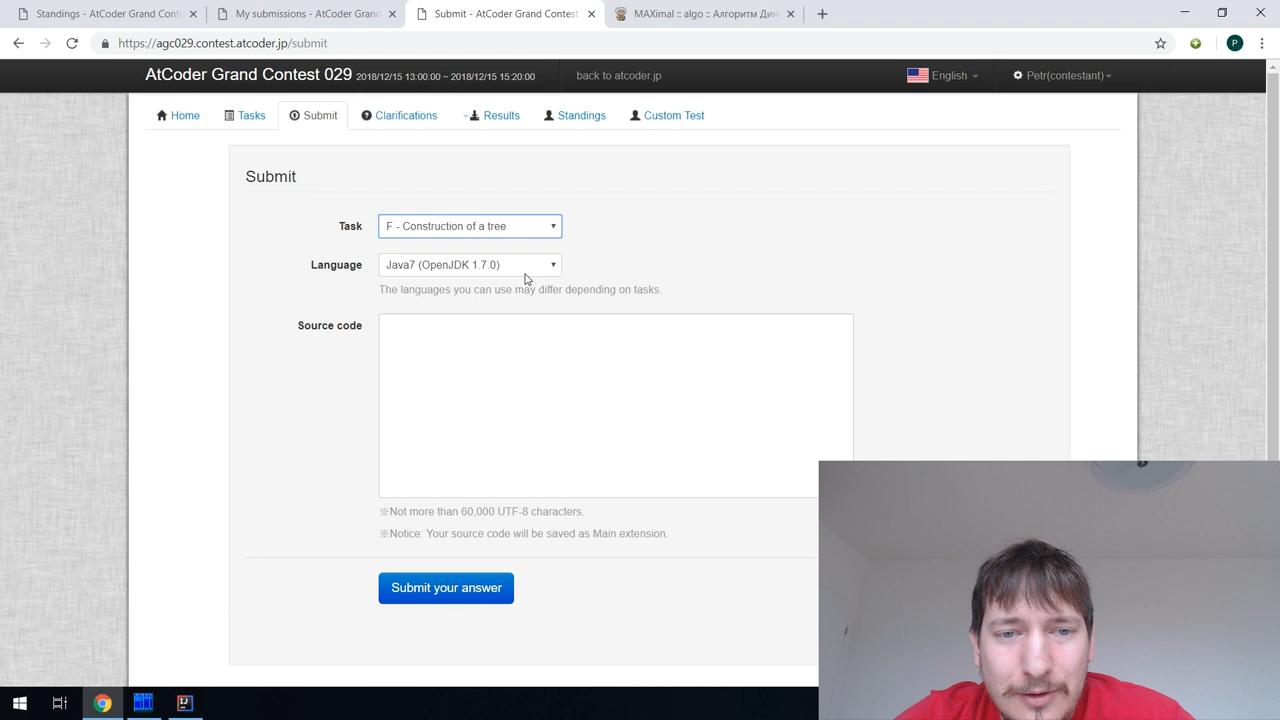 Standings - AtCoder Grand Cont
My submissions - AtCoder Grand
Submit - AtCoder Grand Contest
MAXimal :: algo :: Алгоритм Дин
https://agc029.contest.atcoder.jp/submit
P
AtCoder Grand Contest 029 2018/12/15 13:00:00 ~ 2018/12/15 15:20:00
back to atcoder.jp
English
Petr(contestant)
Home
Tasks
Submit
Clarifications
Results
Standings
Custom Test
Submit
Task
F - Construction of a tree
Language
Java7 (OpenJDK 1.7.0)
The languages you can use may differ depending on tasks.
Source code
※Not more than 60,000 UTF-8 characters.
※Notice: Your source code will be saved as Main.extension.
Submit your answer